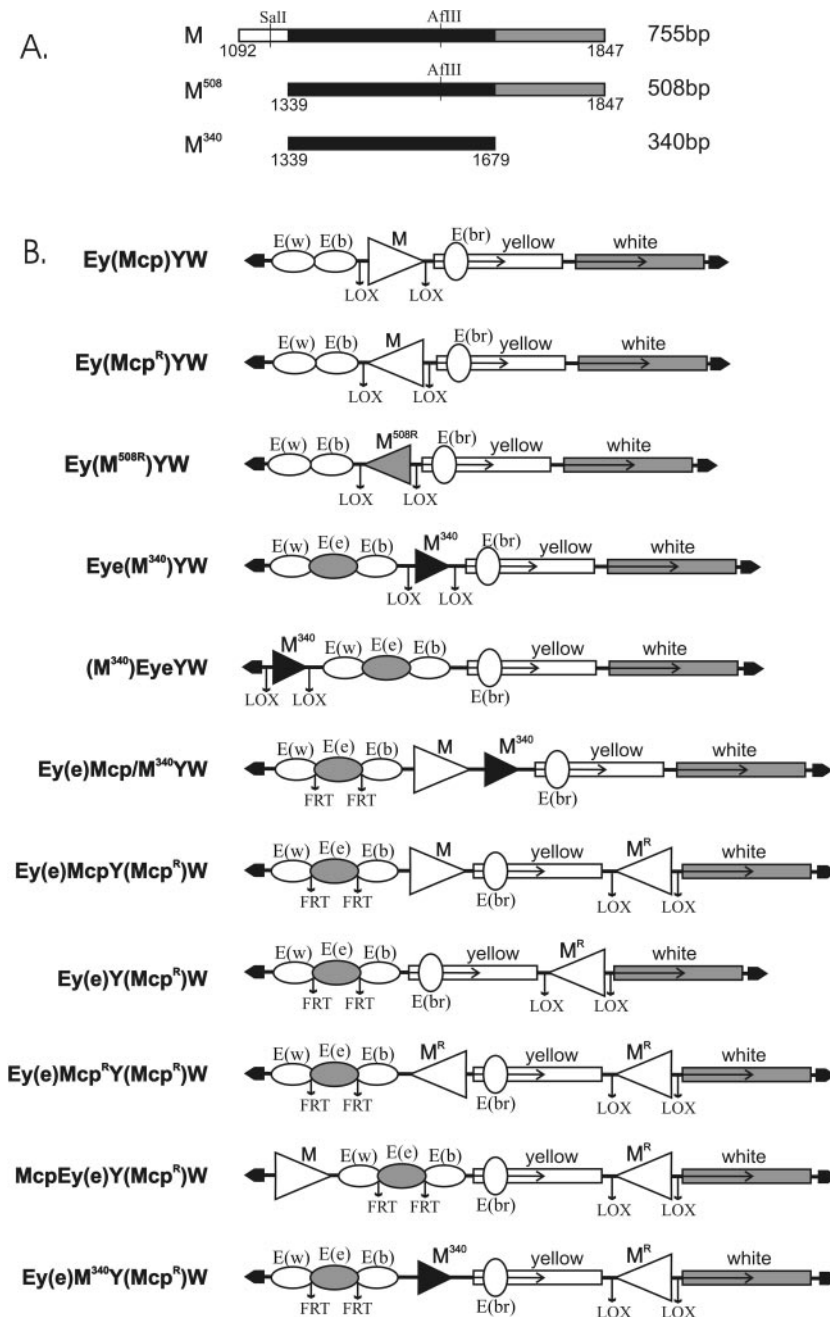 A.
SalI AflII
M 755bp
1092 1847
AflII
M⁵⁰⁸ 508bp
1339 1847
M³⁴⁰ 340bp
1339 1679
B.
E(w) E(b) M E(br) yellow white
Ey(Mcp)YW
LOX LOX
E(w) E(b) M E(br) yellow white
Ey(Mcpᴿ)YW
LOX LOX
E(w) E(b) M⁵⁰⁸ᴿ E(br) yellow white
Ey(M⁵⁰⁸ᴿ)YW
LOX LOX
E(w) E(e) E(b) M³⁴⁰ E(br) yellow white
Eye(M³⁴⁰)YW
LOX LOX
M³⁴⁰ E(w) E(e) E(b) yellow white
(M³⁴⁰)EyeYW
LOX LOX E(br)
E(w) E(e) E(b) M M³⁴⁰ yellow white
Ey(e)Mcp/M³⁴⁰YW
FRT FRT E(br)
E(w) E(e) E(b) M yellow Mᴿ white
Ey(e)McpY(Mcpᴿ)W
FRT FRT E(br) LOX LOX
E(w) E(e) E(b) yellow Mᴿ white
Ey(e)Y(Mcpᴿ)W
FRT FRT E(br) LOX LOX
E(w) E(e) E(b) Mᴿ yellow Mᴿ white
Ey(e)McpᴿY(Mcpᴿ)W
FRT FRT E(br) LOX LOX
M E(w) E(e) E(b) yellow Mᴿ white
McpEy(e)Y(Mcpᴿ)W
FRT FRT E(br) LOX LOX
E(w) E(e) E(b) M³⁴⁰ yellow Mᴿ white
Ey(e)M³⁴⁰Y(Mcpᴿ)W
FRT FRT E(br) LOX LOX